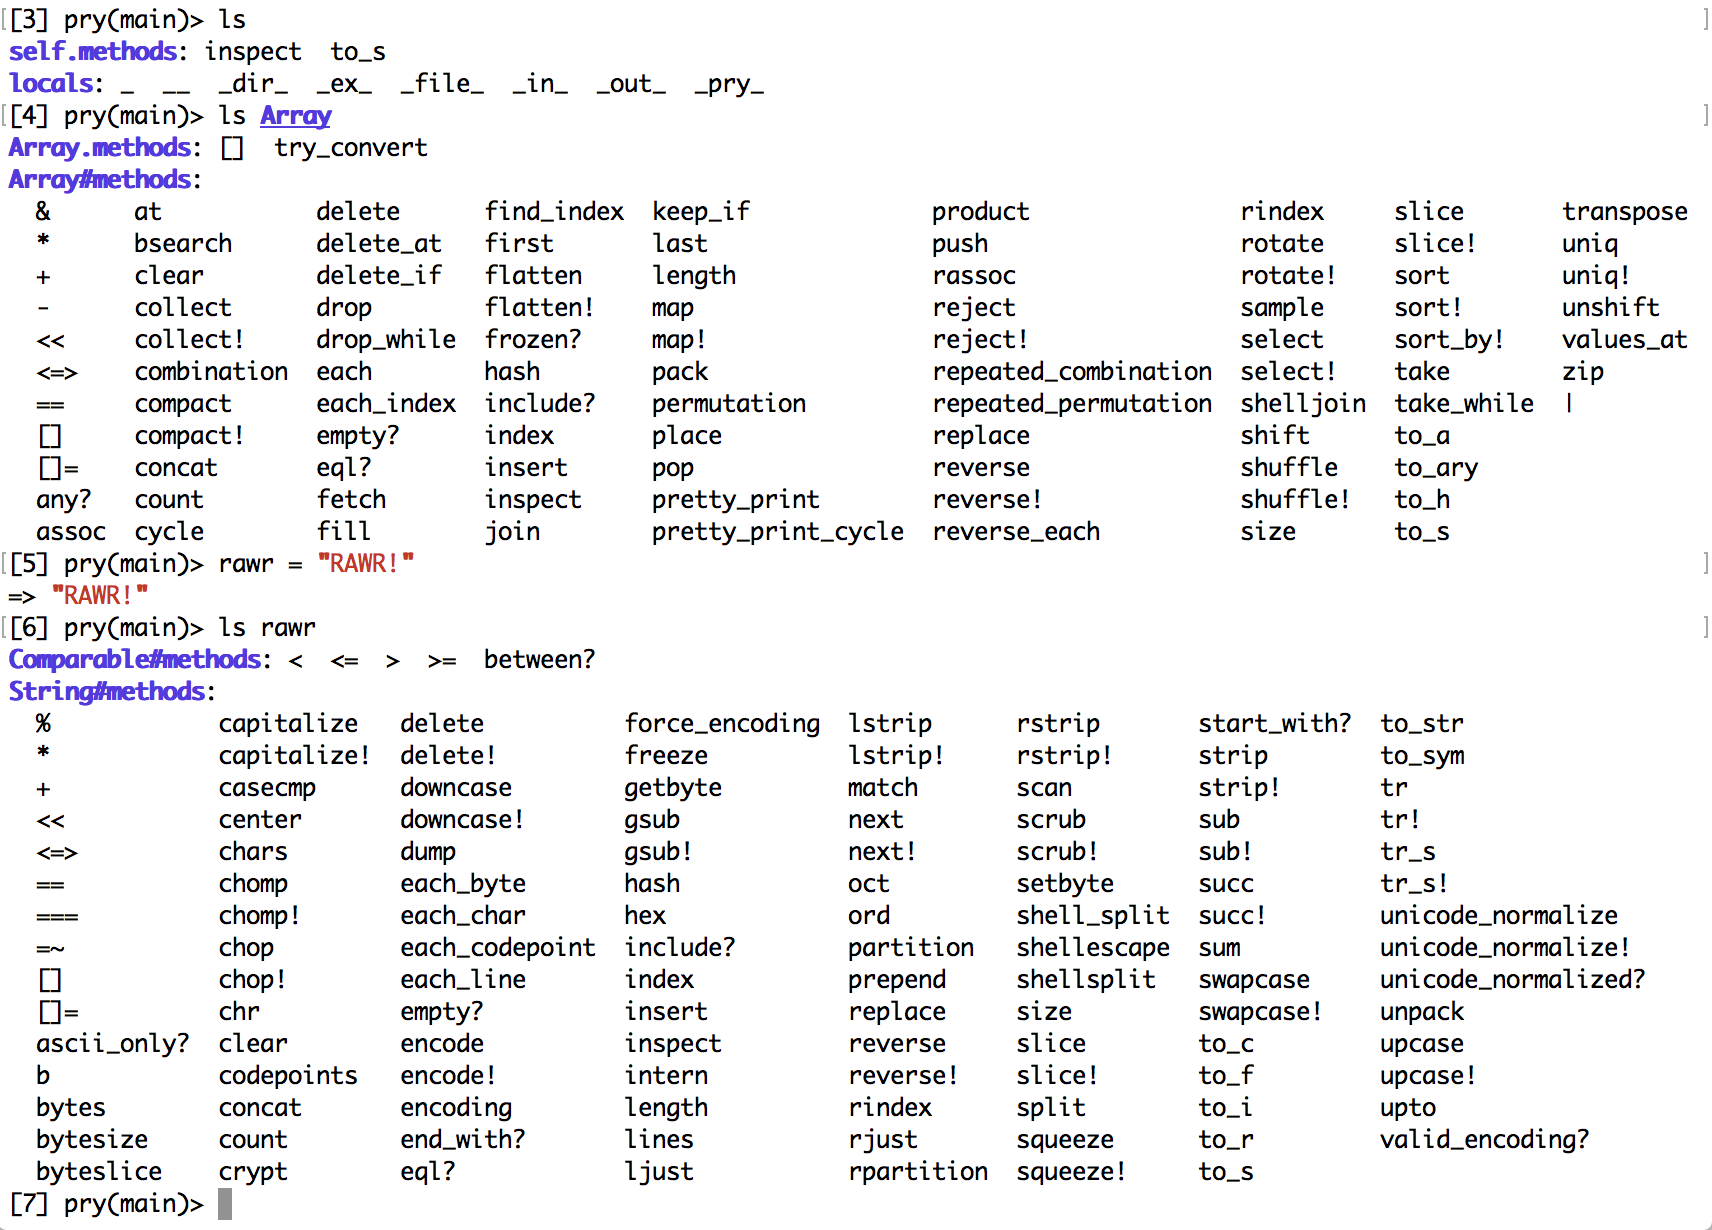 [3] pry(main)> ls
self.methods: inspect  to_s
locals: _  __  _dir_  _ex_  _file_  _in_  _out_  _pry_
[4] pry(main)> ls Array
Array.methods: []  try_convert
Array#methods:
  &      at           delete      find_index  keep_if             product               rindex     slice       transpose
  *      bsearch      delete_at   first       last                push                  rotate     slice!      uniq
  +      clear        delete_if   flatten     length              rassoc                rotate!    sort        uniq!
  -      collect      drop        flatten!    map                 reject                sample     sort!       unshift
  <<     collect!     drop_while  frozen?     map!                reject!               select     sort_by!    values_at
  <=>    combination  each        hash        pack                repeated_combination  select!    take        zip
  ==     compact      each_index  include?    permutation         repeated_permutation  shelljoin  take_while  |
  []     compact!     empty?      index       place               replace               shift      to_a
  []=    concat       eql?        insert      pop                 reverse               shuffle    to_ary
  any?   count        fetch       inspect     pretty_print        reverse!              shuffle!   to_h
  assoc  cycle        fill        join        pretty_print_cycle  reverse_each          size       to_s
[5] pry(main)> rawr = "RAWR!"
=> "RAWR!"
[6] pry(main)> ls rawr
Comparable#methods: <  <=  >  >=  between?
String#methods:
  %            capitalize   delete          force_encoding  lstrip      rstrip       start_with?  to_str
  *            capitalize!  delete!         freeze          lstrip!     rstrip!      strip        to_sym
  +            casecmp      downcase        getbyte         match       scan         strip!       tr
  <<           center       downcase!       gsub            next        scrub        sub          tr!
  <=>          chars        dump            gsub!           next!       scrub!       sub!         tr_s
  ==           chomp        each_byte       hash            oct         setbyte      succ         tr_s!
  ===          chomp!       each_char       hex             ord         shell_split  succ!        unicode_normalize
  =~           chop         each_codepoint  include?        partition   shellescape  sum          unicode_normalize!
  []           chop!        each_line       index           prepend     shellsplit   swapcase     unicode_normalized?
  []=          chr          empty?          insert          replace     size         swapcase!    unpack
  ascii_only?  clear        encode          inspect         reverse     slice        to_c         upcase
  b            codepoints   encode!         intern          reverse!    slice!       to_f         upcase!
  bytes        concat       encoding        length          rindex      split        to_i         upto
  bytesize     count        end_with?       lines           rjust       squeeze      to_r         valid_encoding?
  byteslice    crypt        eql?            ljust           rpartition  squeeze!     to_s
[7] pry(main)>